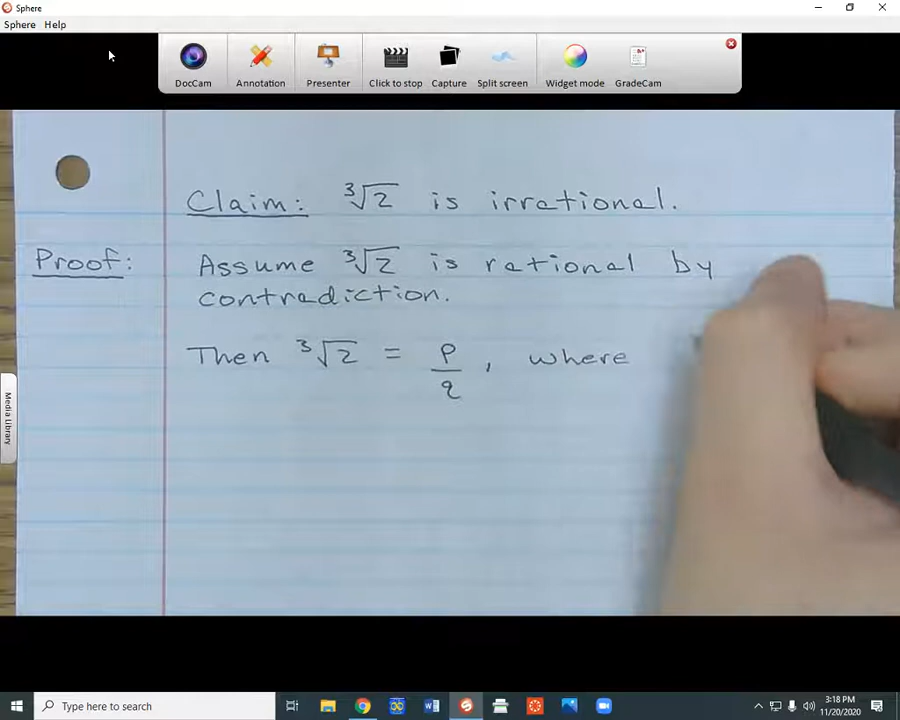 Sphere
Sphere Help
DocCam Annotation Presenter Click to stop Capture Split screen Widget mode GradeCam
Claim: ∛2 is irrational.
Proof: Assume ∛2 is rational by
contradiction.
Then ∛2 = p/q, where
Media Library
Type here to search
3:18 PM
11/20/2020